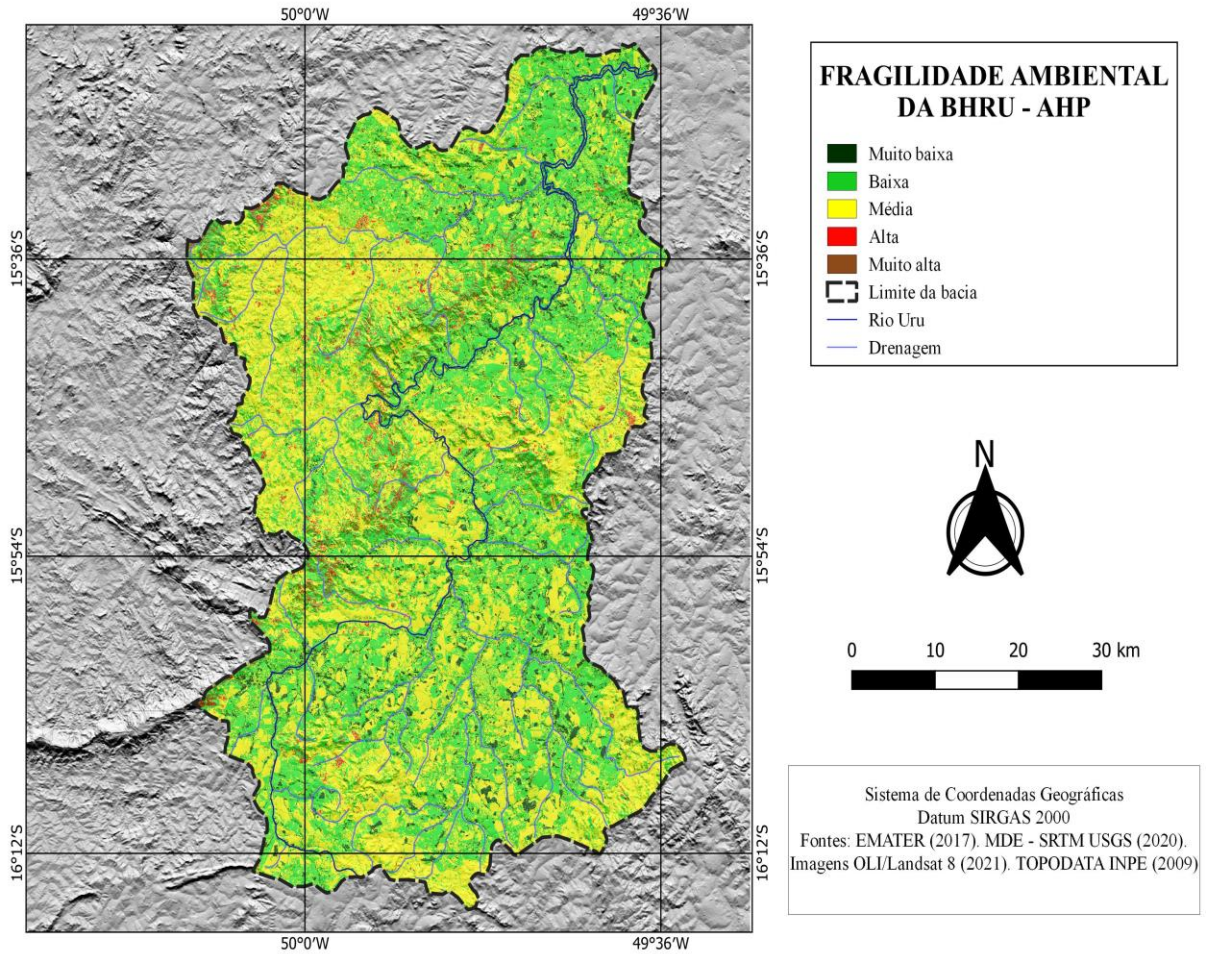 50°0′W 49°36′W
FRAGILIDADE AMBIENTAL
DA BHRU - AHP
Muito baixa
Baixa
Média
Alta
Muito alta
Limite da bacia
Rio Uru
Drenagem
15°36′S 15°36′S
N
15°54′S 15°54′S
0 10 20 30 km
16°12′S 16°12′S
Sistema de Coordenadas Geográficas
Datum SIRGAS 2000
Fontes: EMATER (2017). MDE - SRTM USGS (2020).
Imagens OLI/Landsat 8 (2021). TOPODATA INPE (2009)
50°0′W 49°36′W